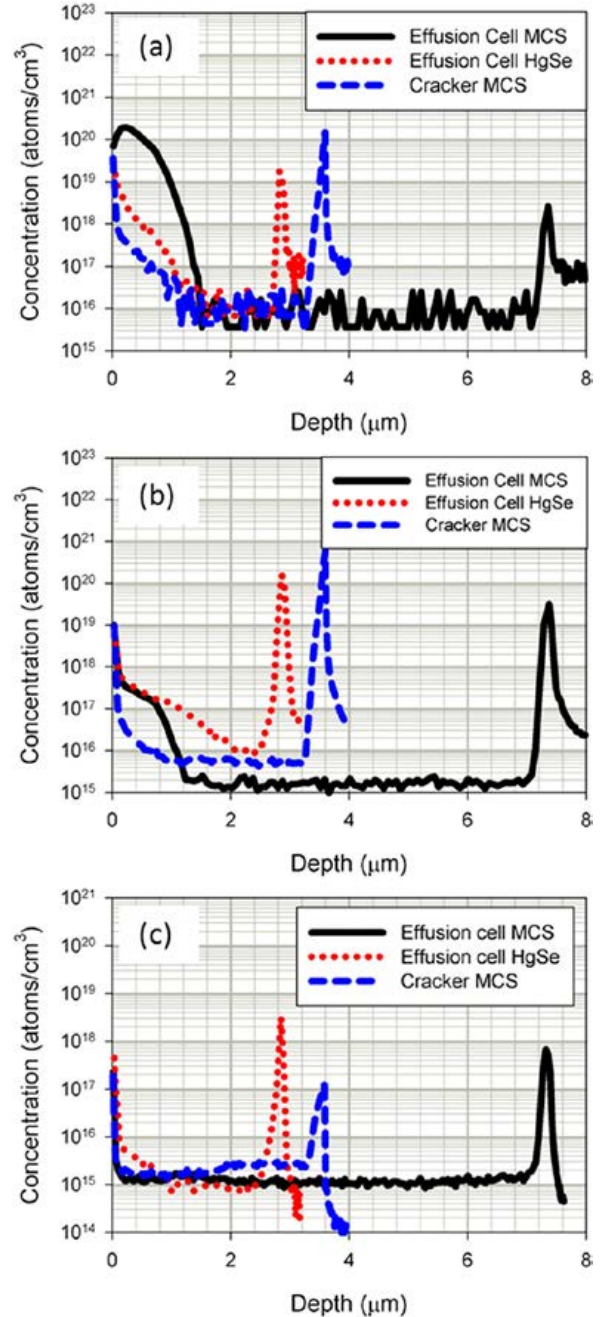 (a)
Effusion Cell MCS
Effusion Cell HgSe
Cracker MCS
Concentration (atoms/cm³)
10²³
10²²
10²¹
10²⁰
10¹⁹
10¹⁸
10¹⁷
10¹⁶
10¹⁵
0 2 4 6 8
Depth (μm)
(b)
Effusion Cell MCS
Effusion Cell HgSe
Cracker MCS
Concentration (atoms/cm³)
10²³
10²²
10²¹
10²⁰
10¹⁹
10¹⁸
10¹⁷
10¹⁶
10¹⁵
0 2 4 6 8
Depth (μm)
(c)
Effusion cell MCS
Effusion cell HgSe
Cracker MCS
Concentration (atoms/cm³)
10²¹
10²⁰
10¹⁹
10¹⁸
10¹⁷
10¹⁶
10¹⁵
10¹⁴
0 2 4 6 8
Depth (μm)